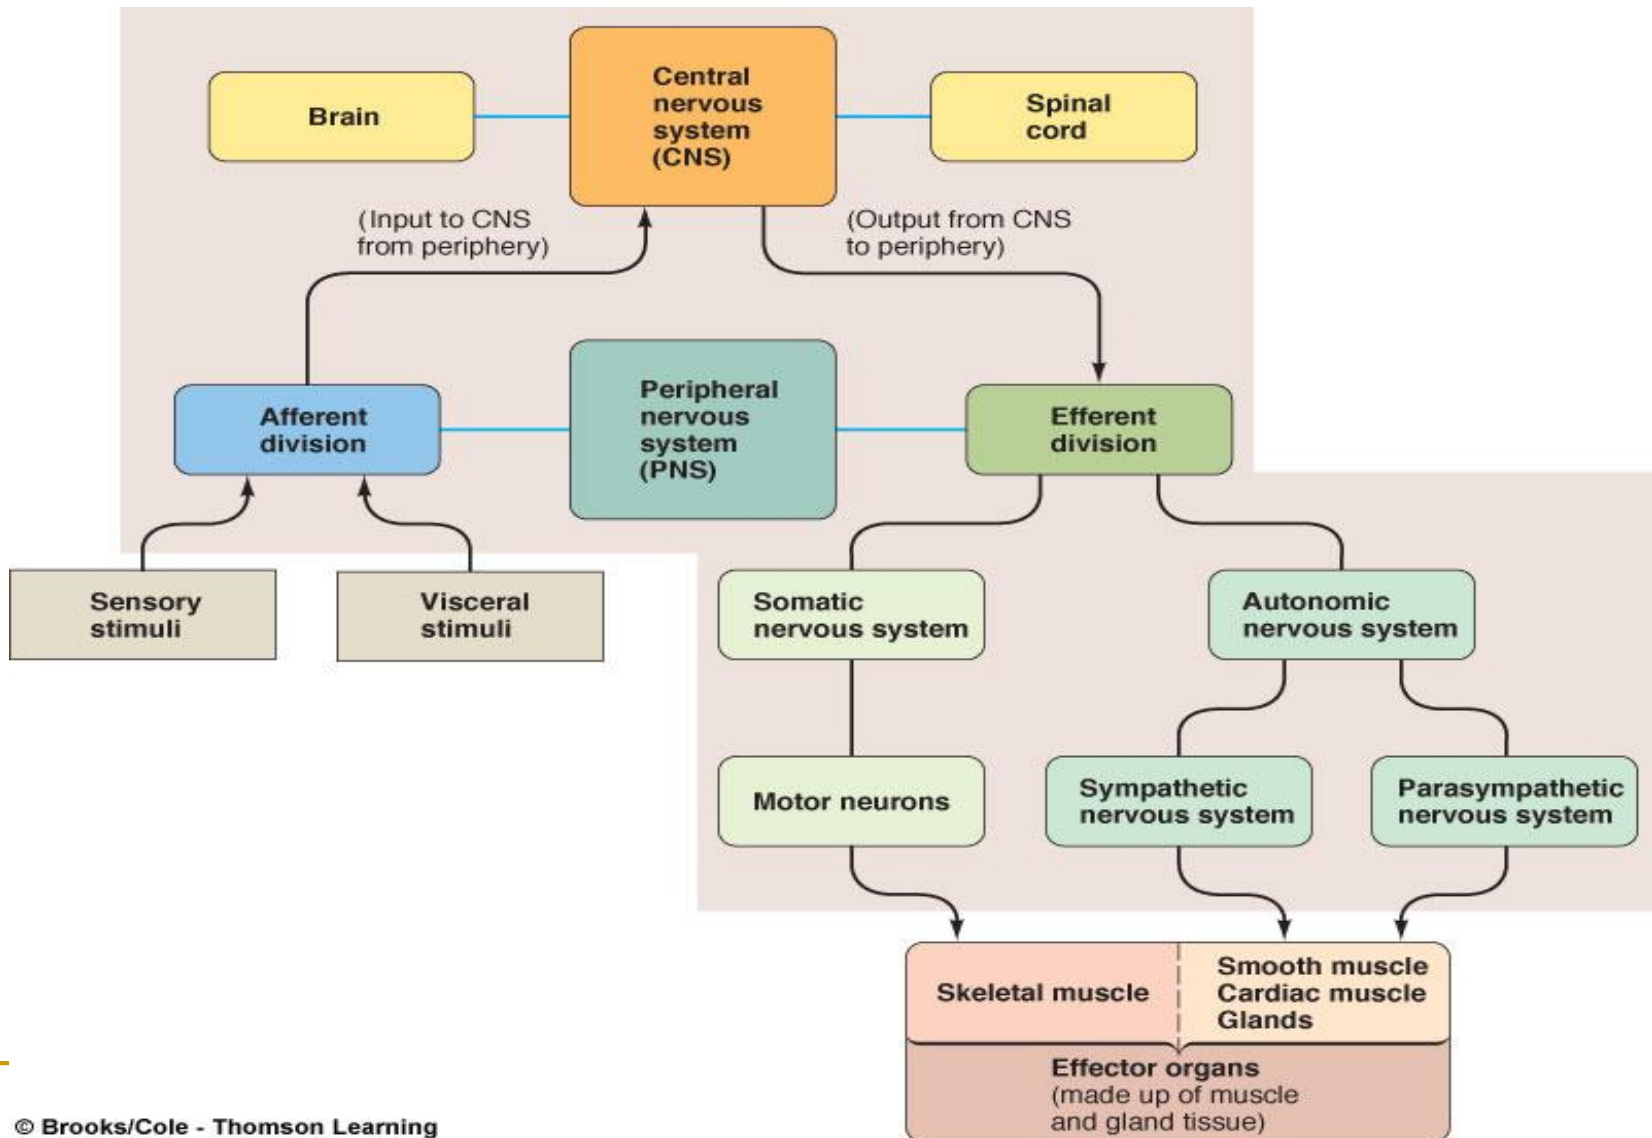 Central
nervous
system
(CNS)
Brain
Spinal
cord
(Input to CNS
from periphery)
(Output from CNS
to periphery)
Peripheral
nervous
system
(PNS)
Afferent
division
Efferent
division
Sensory
stimuli
Visceral
stimuli
Somatic
nervous system
Autonomic
nervous system
Motor neurons
Sympathetic
nervous system
Parasympathetic
nervous system
Skeletal muscle
Smooth muscle
Cardiac muscle
Glands
Effector organs
(made up of muscle
and gland tissue)
© Brooks/Cole - Thomson Learning